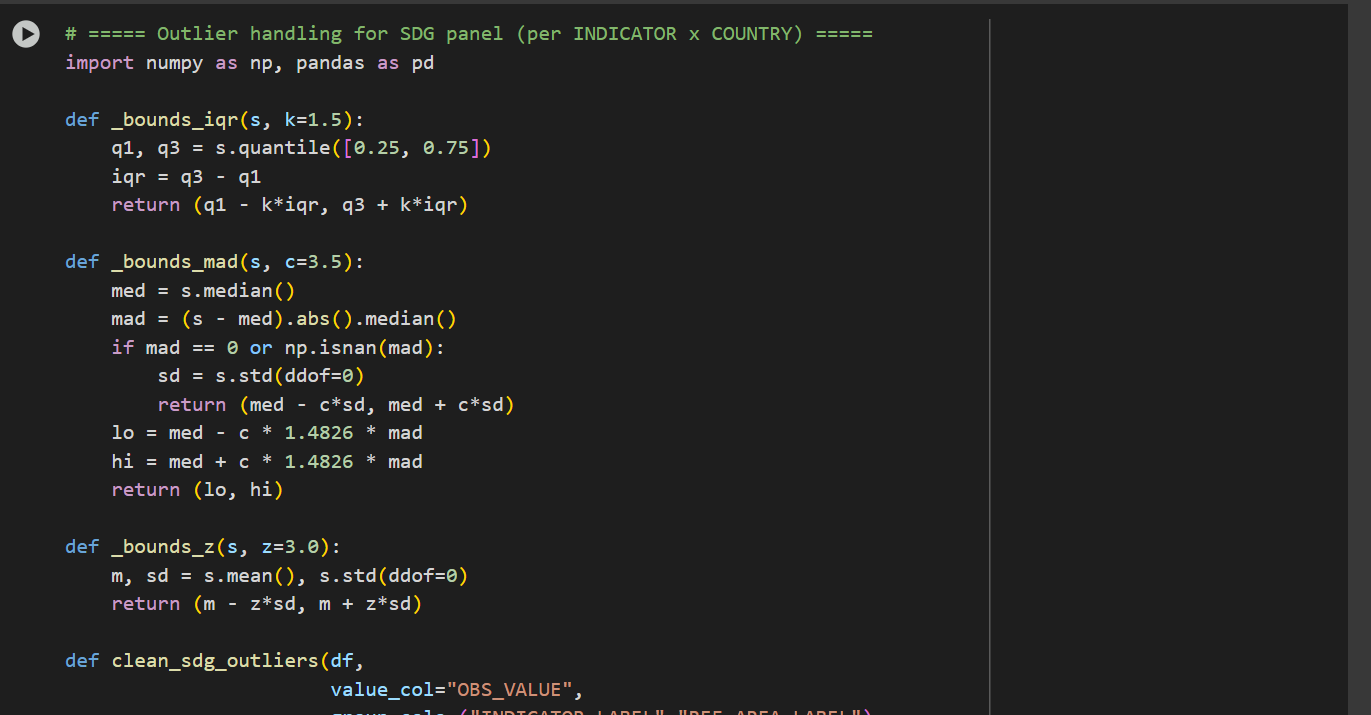 # ===== Outlier handling for SDG panel (per INDICATOR x COUNTRY) =====
import numpy as np, pandas as pd
def _bounds_iqr(s, k=1.5):
q1, q3 = s.quantile([0.25, 0.75])
iqr = q3 - q1
return (q1 - k*iqr, q3 + k*iqr)
def _bounds_mad(s, c=3.5):
med = s.median()
mad = (s - med).abs().median()
if mad == 0 or np.isnan(mad):
sd = s.std(ddof=0)
return (med - c*sd, med + c*sd)
lo = med - c * 1.4826 * mad
hi = med + c * 1.4826 * mad
return (lo, hi)
def _bounds_z(s, z=3.0):
m, sd = s.mean(), s.std(ddof=0)
return (m - z*sd, m + z*sd)
def clean_sdg_outliers(df,
value_col="OBS_VALUE",